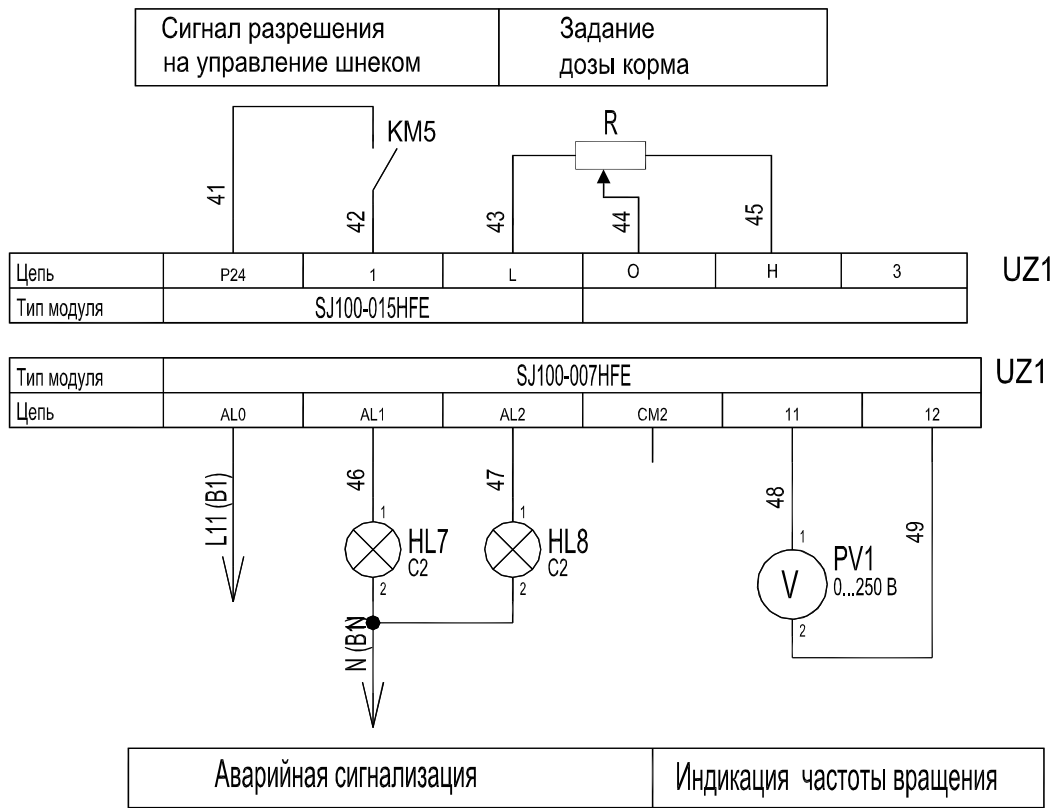 Сигнал разрешения
на управление шнеком
Задание
дозы корма
KM5
R
41
42
43
44
45
Цепь
P24
1
L
O
H
3
UZ1
Тип модуля
SJ100-015HFE
Тип модуля
SJ100-007HFE
UZ1
Цепь
AL0
AL1
AL2
CM2
11
12
L11 (B1)
46
47
48
49
1
HL7
C2
2
1
HL8
C2
2
1
V
PV1
0...250 В
2
N (B1)
N
Аварийная сигнализация
Индикация частоты вращения